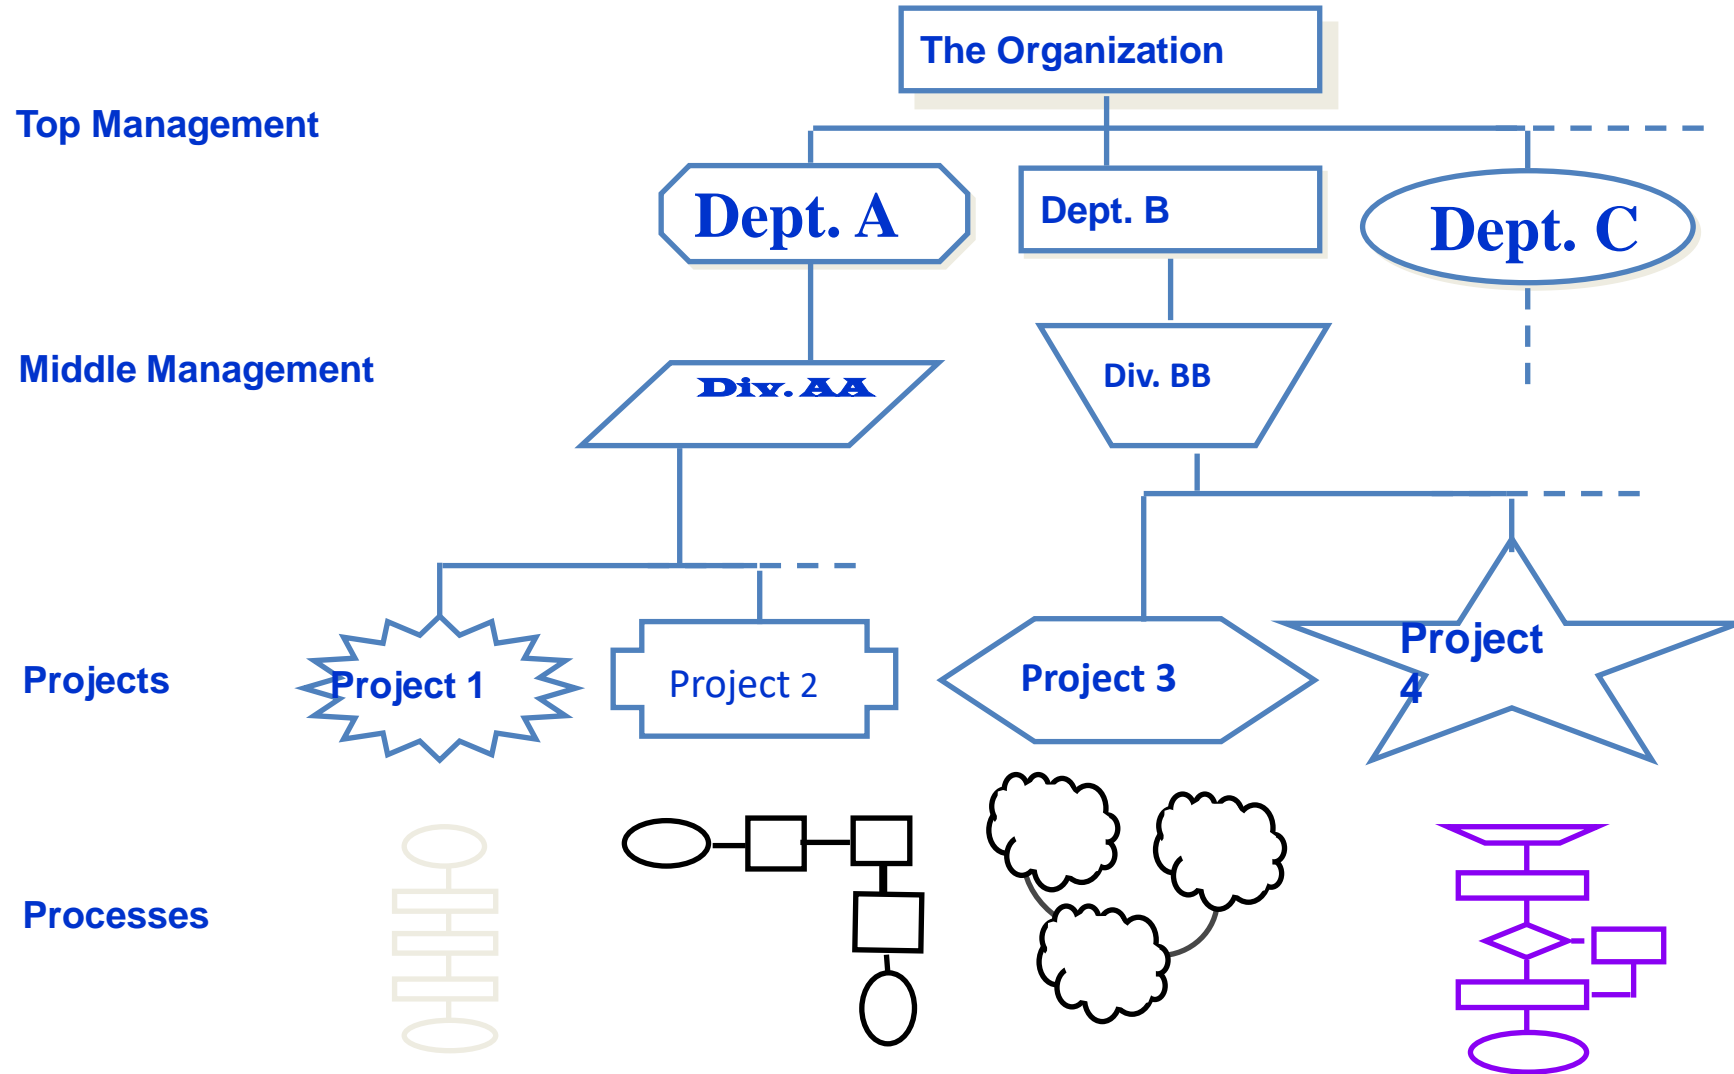 The Organization
Top Management
Dept. A
Dept. B
Dept. C
Middle Management
Div. AA
Div. BB
Projects
Project 1
Project 2
Project 3
Project
4
Processes